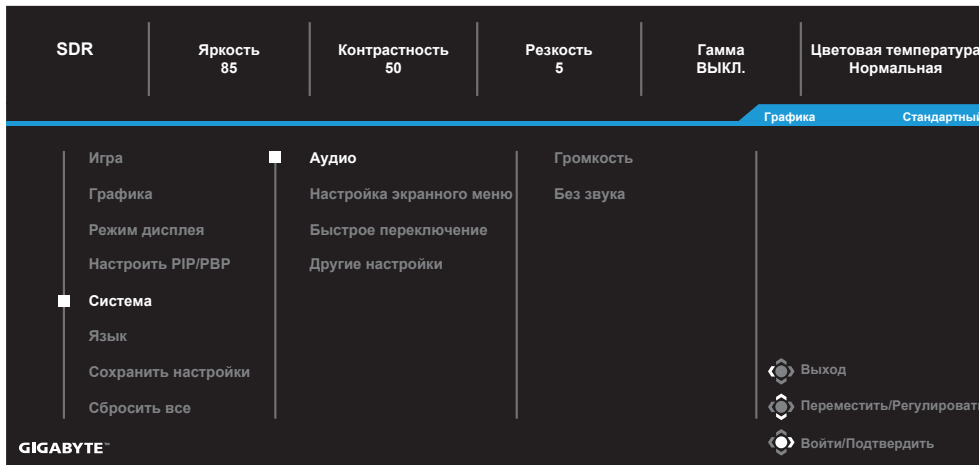 SDR
Яркость
85
Контрастность
50
Резкость
5
Гамма
ВЫКЛ.
Цветовая температура
Нормальная
Графика
Стандартный
Игра
Графика
Режим дисплея
Настроить PIP/PBP
Система
Язык
Сохранить настройки
Сбросить все
Аудио
Настройка экранного меню
Быстрое переключение
Другие настройки
Громкость
Без звука
Выход
Переместить/Регулировать
Войти/Подтвердить
GIGABYTE™